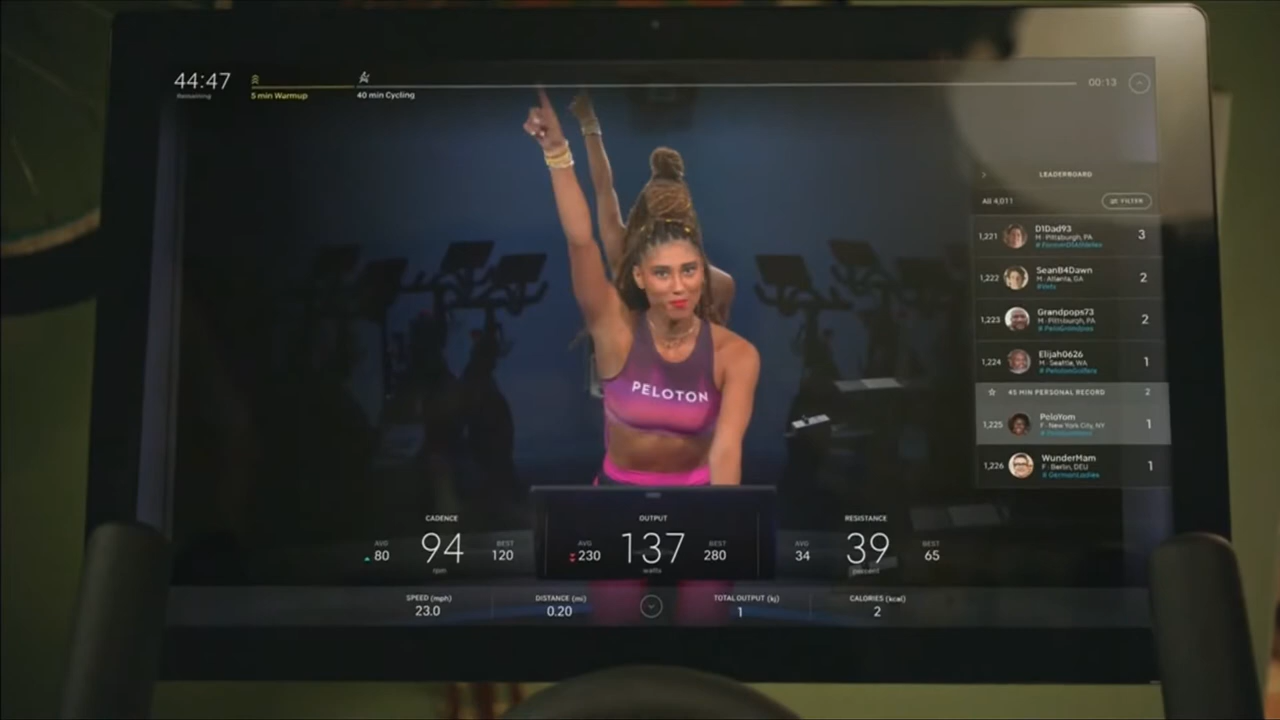 44:47
Remaining
5 min Warmup
40 min Cycling
00:13
LEADERBOARD
All 4,011
FILTER
1,221
D1Dad93
M · Pittsburgh, PA
3
1,222
SeanB4Dawn
M · Atlanta, GA
#Vets
2
1,223
Grandpops73
M · Pittsburgh, PA
2
1,224
Elijah0626
M · Seattle, WA
#PelotonGolfers
1
45 MIN PERSONAL RECORD
2
1,225
PeloYom
F · New York City, NY
1
1,226
WunderMam
F · Berlin, DEU
#GermanLadies
1
PELOTON
CADENCE
OUTPUT
RESISTANCE
AVG
80
94
rpm
BEST
120
AVG
230
137
watts
BEST
280
AVG
34
39
percent
BEST
65
SPEED (mph)
23.0
DISTANCE (mi)
0.20
TOTAL OUTPUT (kj)
1
CALORIES (kcal)
2